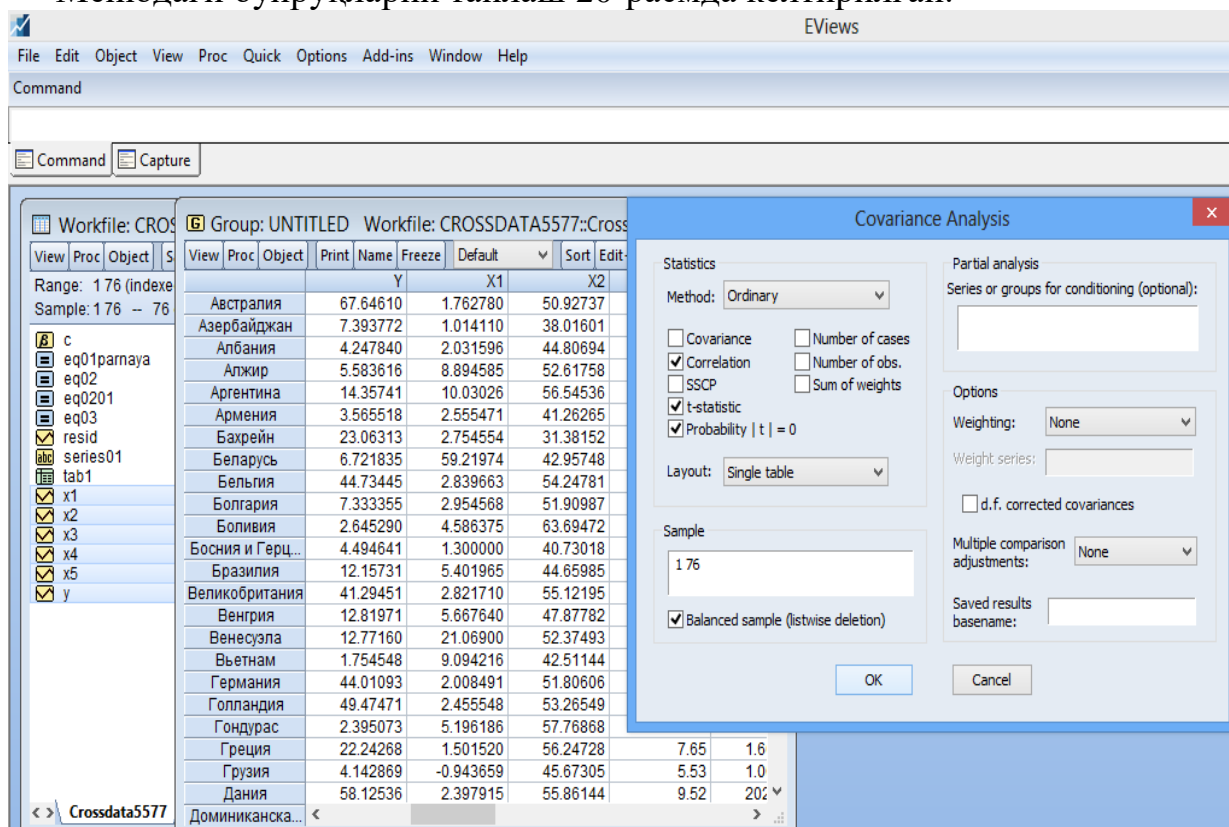 EViews
File Edit Object View Proc Quick Options Add-ins Window Help
Command
Command Capture
Workfile: CROS
View Proc Object S
Range: 1 76 (indexe
Sample: 1 76 -- 76
c
eq01parnaya
eq02
eq0201
eq03
resid
series01
tab1
x1
x2
x3
x4
x5
y
Crossdata5577
Group: UNTITLED Workfile: CROSSDATA5577::Cross
View Proc Object Print Name Freeze Default Sort Edit
Y X1 X2
Австралия 67.64610 1.762780 50.92737
Азербайджан 7.393772 1.014110 38.01601
Албания 4.247840 2.031596 44.80694
Алжир 5.583616 8.894585 52.61758
Аргентина 14.35741 10.03026 56.54536
Армения 3.565518 2.555471 41.26265
Бахрейн 23.06313 2.754554 31.38152
Беларусь 6.721835 59.21974 42.95748
Бельгия 44.73445 2.839663 54.24781
Болгария 7.333355 2.954568 51.90987
Боливия 2.645290 4.586375 63.69472
Босния и Герц... 4.494641 1.300000 40.73018
Бразилия 12.15731 5.401965 44.65985
Великобритания 41.29451 2.821710 55.12195
Венгрия 12.81971 5.667640 47.87782
Венесуэла 12.77160 21.06900 52.37493
Вьетнам 1.754548 9.094216 42.51144
Германия 44.01093 2.008491 51.80606
Голландия 49.47471 2.455548 53.26549
Гондурас 2.395073 5.196186 57.76868
Греция 22.24268 1.501520 56.24728 7.65 1.6
Грузия 4.142869 -0.943659 45.67305 5.53 1.0
Дания 58.12536 2.397915 55.86144 9.52 202
Доминиканска...
Covariance Analysis
Statistics
Method: Ordinary
Covariance Number of cases
Correlation Number of obs.
SSCP Sum of weights
t-statistic
Probability | t | = 0
Layout: Single table
Sample
1 76
Balanced sample (listwise deletion)
Partial analysis
Series or groups for conditioning (optional):
Options
Weighting: None
Weight series:
d.f. corrected covariances
Multiple comparison adjustments: None
Saved results basename:
OK Cancel